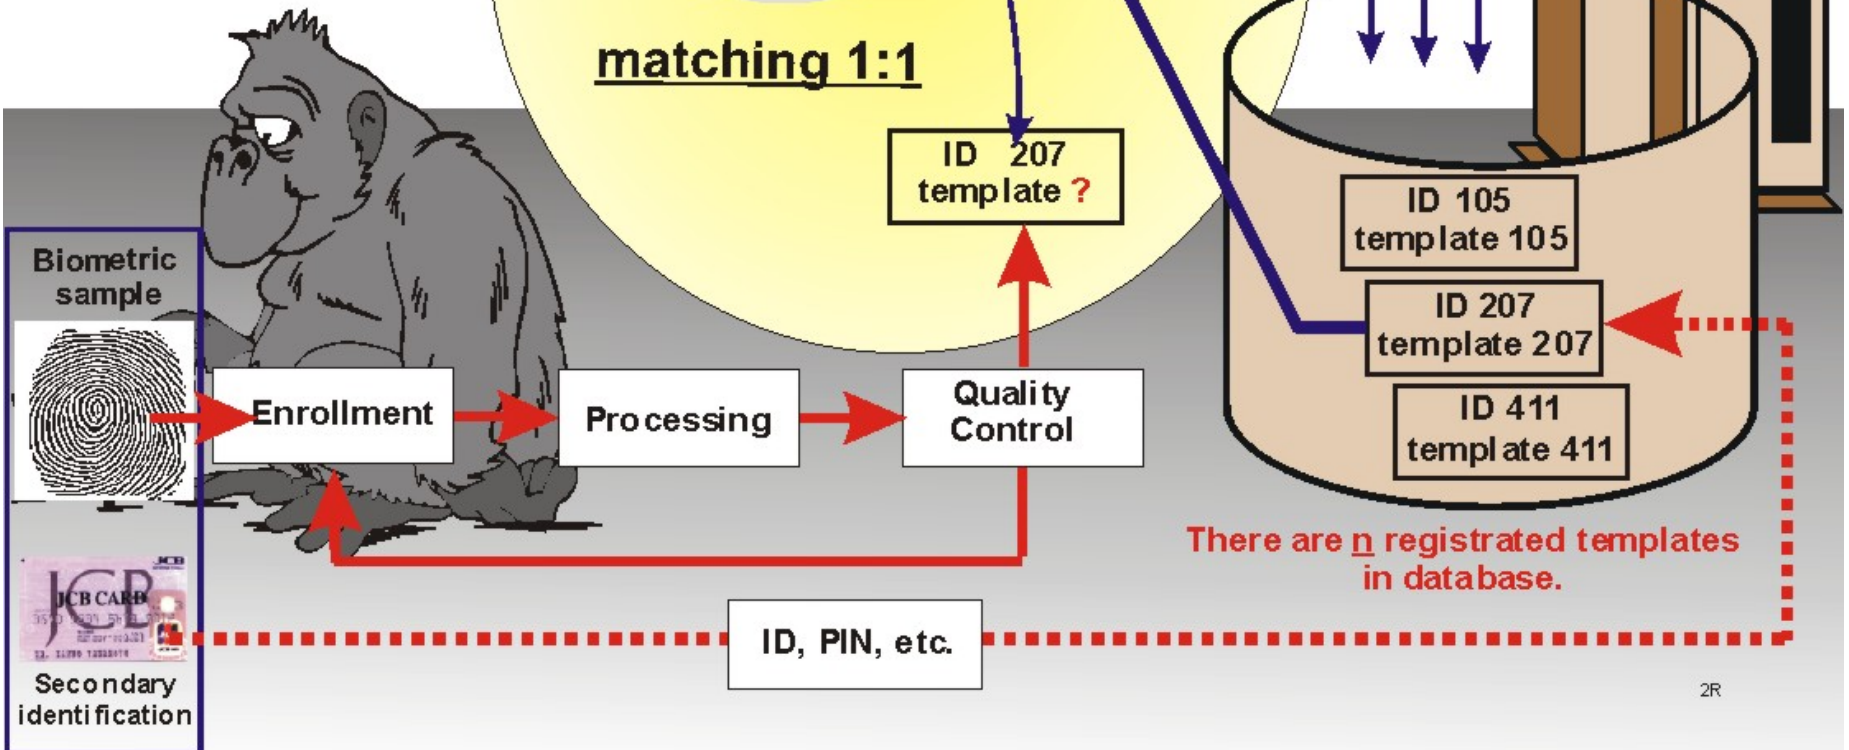 matching 1:1
ID 207
template ?
ID 105
template 105
ID 207
template 207
ID 411
template 411
Biometric
sample
Enrollment
Processing
Quality
Control
There are n registrated templates
in database.
JCB
JCB
JCB CARD
ID, PIN, etc.
Secondary
identification
2R